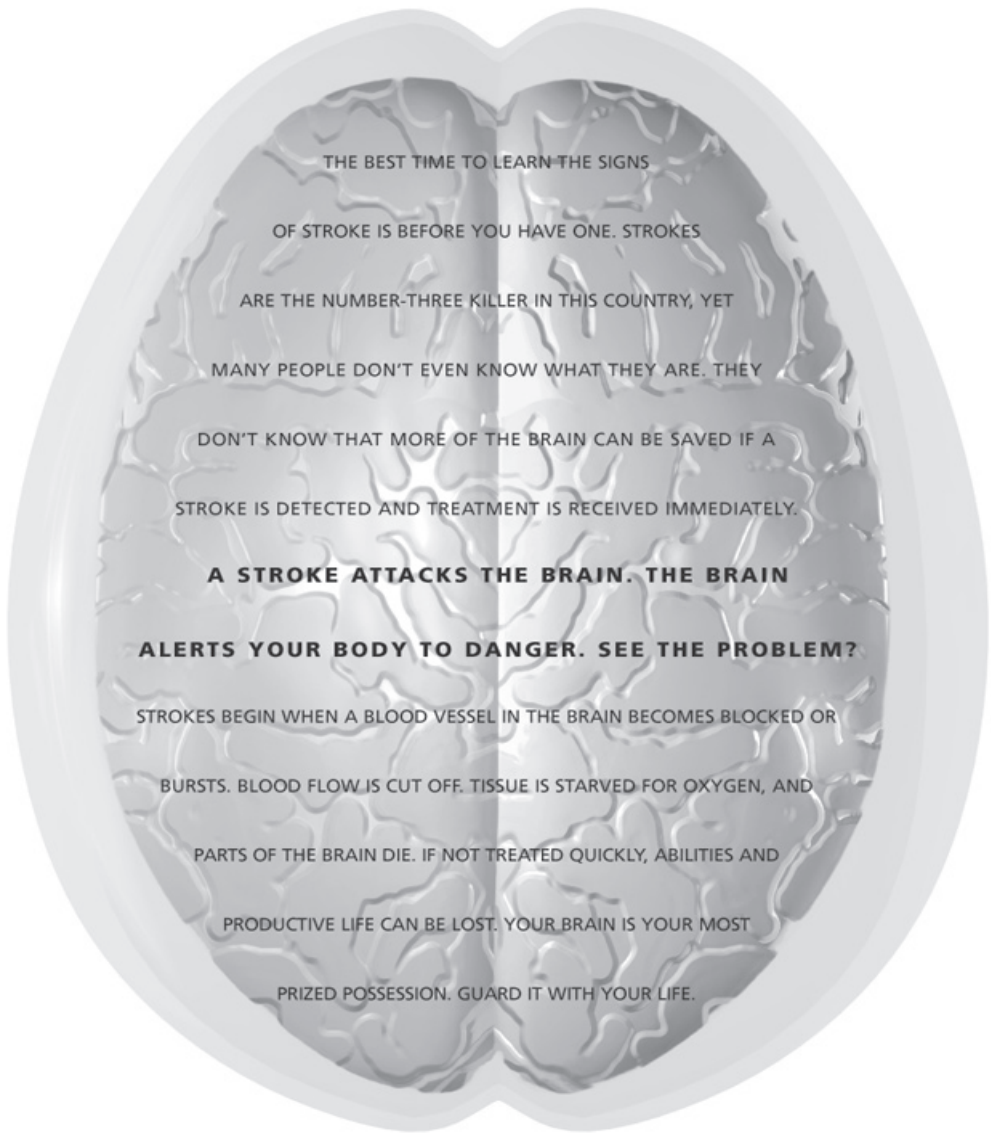 THE BEST TIME TO LEARN THE SIGNS
OF STROKE IS BEFORE YOU HAVE ONE. STROKES
ARE THE NUMBER-THREE KILLER IN THIS COUNTRY, YET
MANY PEOPLE DON'T EVEN KNOW WHAT THEY ARE. THEY
DON'T KNOW THAT MORE OF THE BRAIN CAN BE SAVED IF A
STROKE IS DETECTED AND TREATMENT IS RECEIVED IMMEDIATELY.
A STROKE ATTACKS THE BRAIN. THE BRAIN
ALERTS YOUR BODY TO DANGER. SEE THE PROBLEM?
STROKES BEGIN WHEN A BLOOD VESSEL IN THE BRAIN BECOMES BLOCKED OR
BURSTS. BLOOD FLOW IS CUT OFF. TISSUE IS STARVED FOR OXYGEN, AND
PARTS OF THE BRAIN DIE. IF NOT TREATED QUICKLY, ABILITIES AND
PRODUCTIVE LIFE CAN BE LOST. YOUR BRAIN IS YOUR MOST
PRIZED POSSESSION. GUARD IT WITH YOUR LIFE.